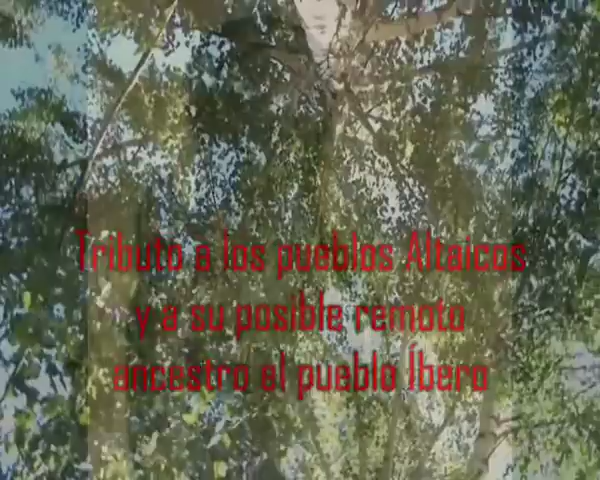 Tributo a los pueblos Altaicos
y a su posible remoto
ancestro el pueblo Íbero